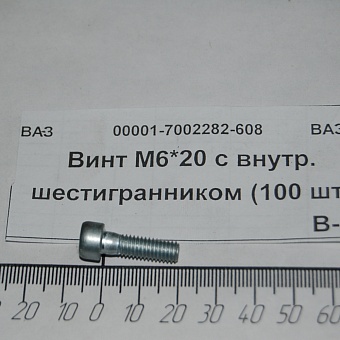 ВАЗ 00001-7002282-608 ВАЗ
Винт М6*20 с внутр.
шестигранником (100 шт
В-
20 10 0 10 20 30 40 50 60